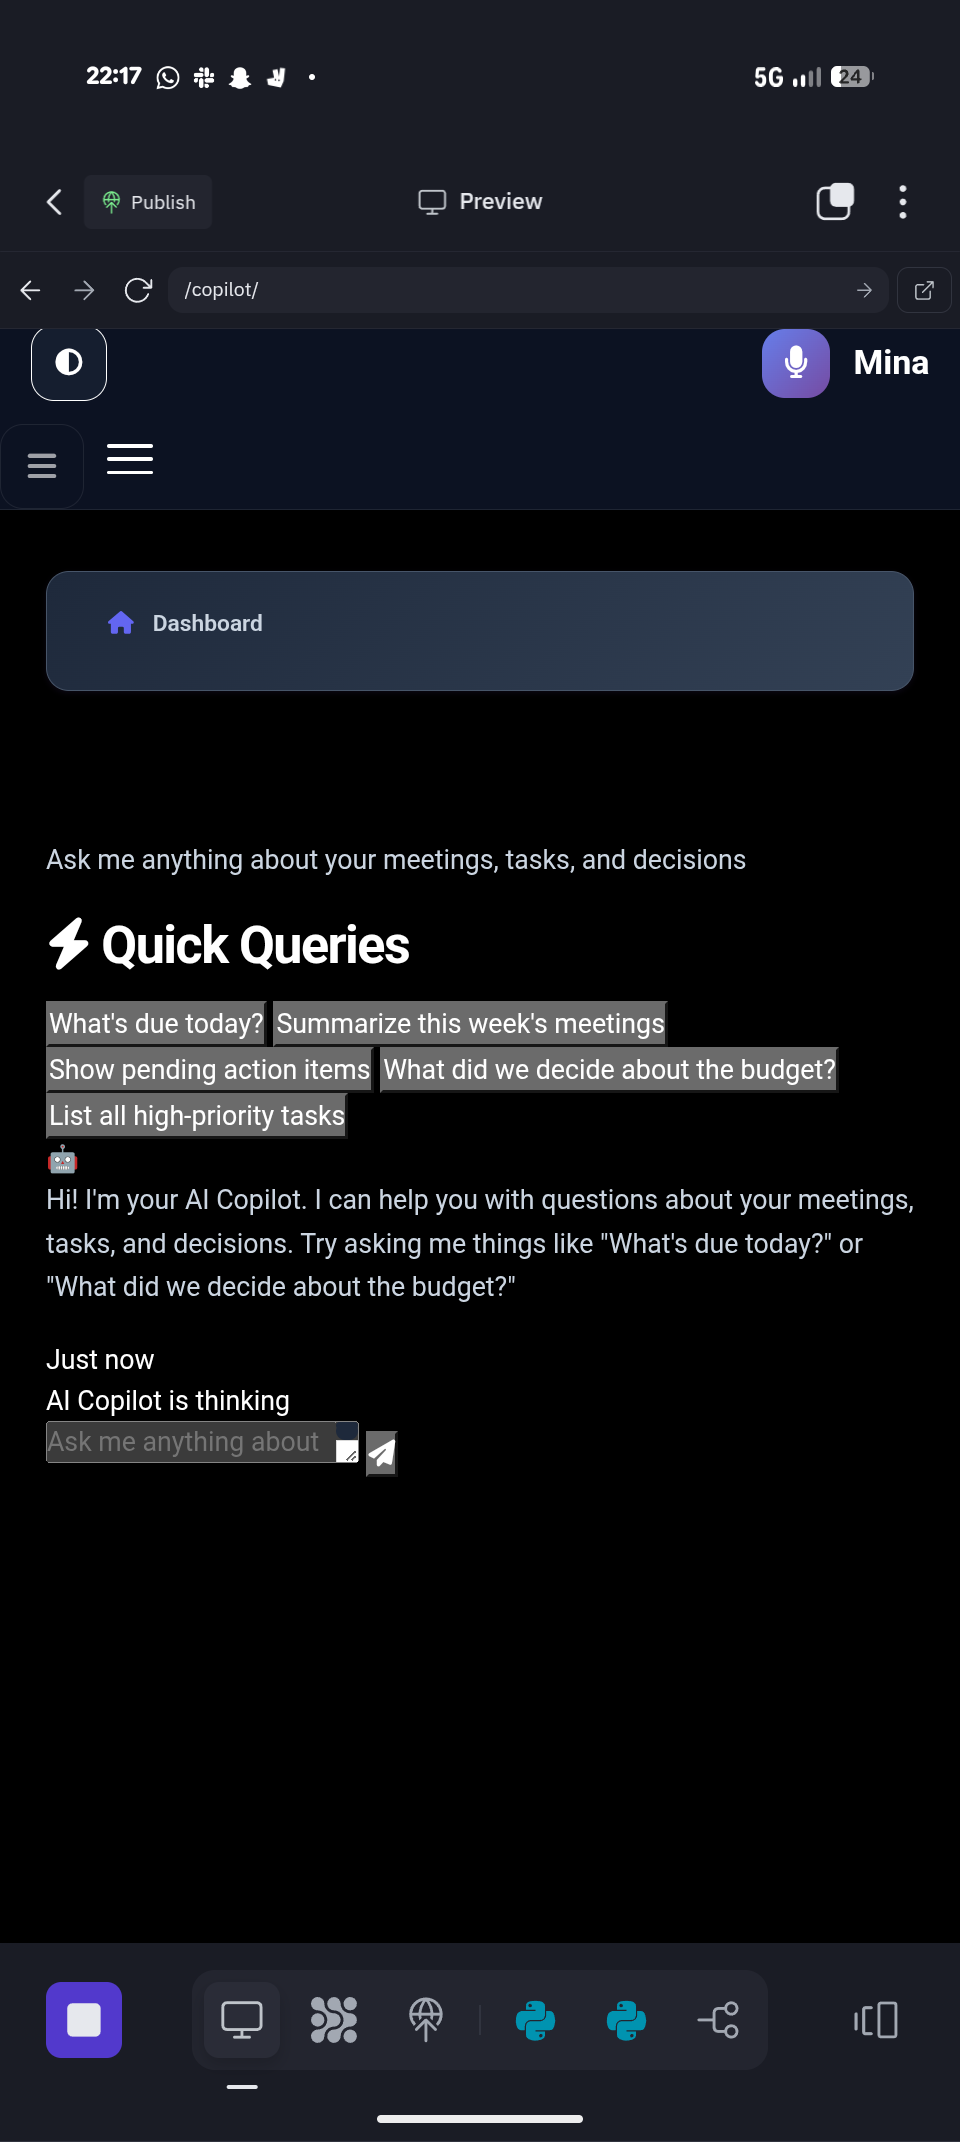 22:17
5G
24
Publish
Preview
/copilot/
Mina
Dashboard
Ask me anything about your meetings, tasks, and decisions
Quick Queries
What's due today? Summarize this week's meetings
Show pending action items What did we decide about the budget?
List all high-priority tasks
Hi! I'm your AI Copilot. I can help you with questions about your meetings,
tasks, and decisions. Try asking me things like "What's due today?" or
"What did we decide about the budget?"
Just now
AI Copilot is thinking
Ask me anything about